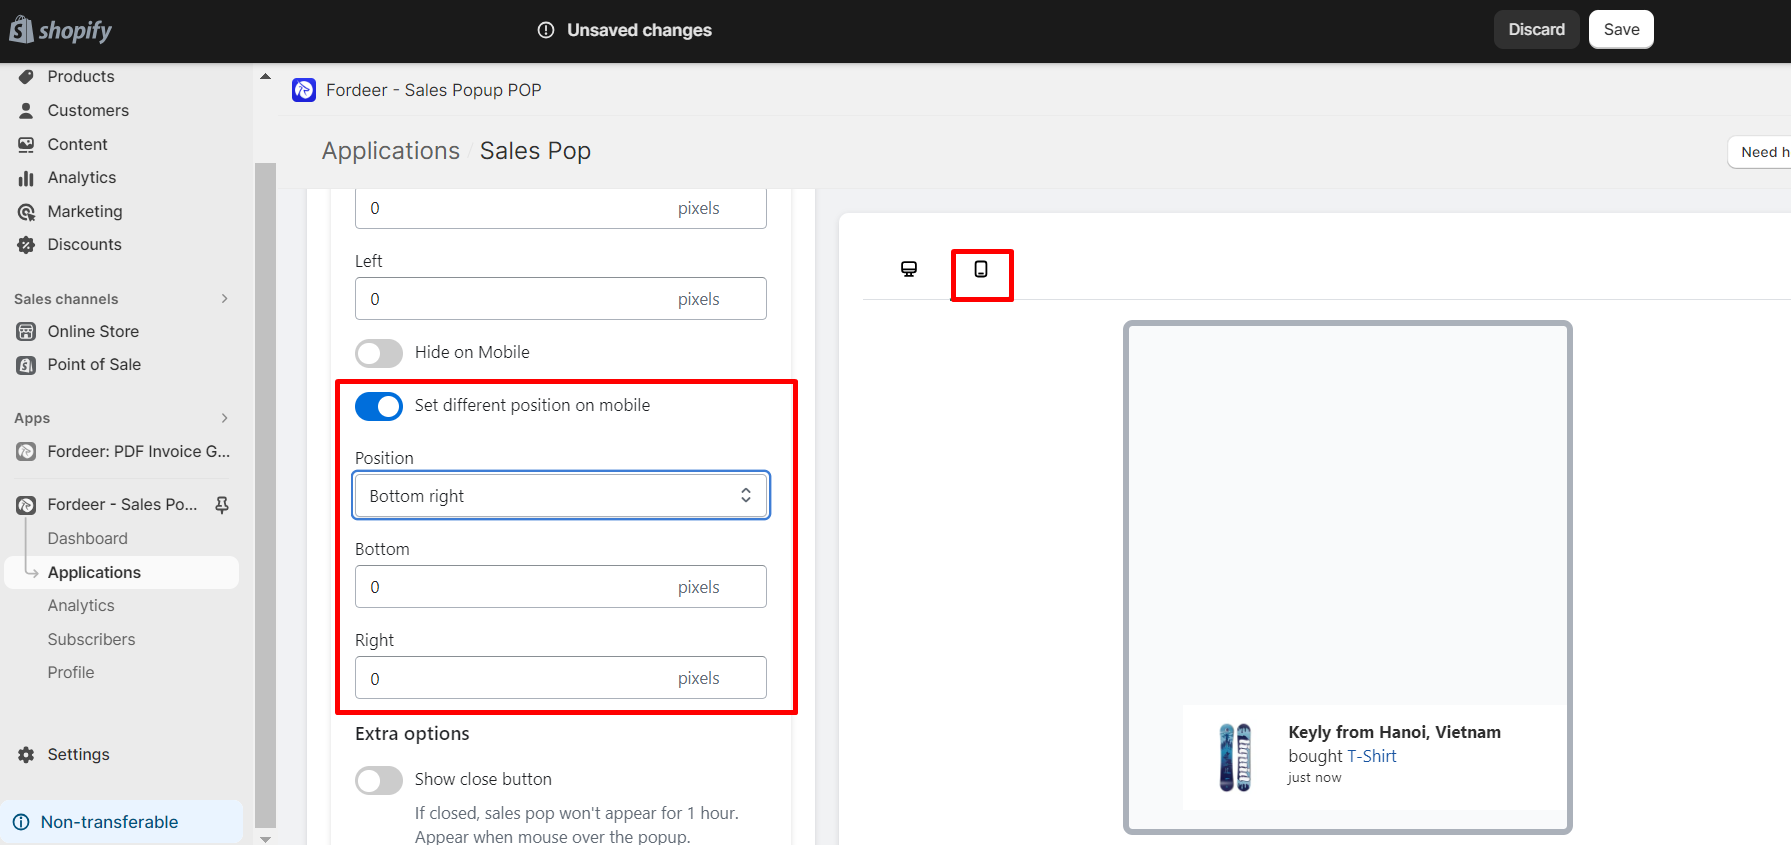 shopify
Unsaved changes
Discard
Save
Products
Customers
Content
Analytics
Marketing
Discounts
Sales channels
Online Store
Point of Sale
Apps
Fordeer: PDF Invoice G...
Fordeer - Sales Po...
Dashboard
Applications
Analytics
Subscribers
Profile
Settings
Non-transferable
Fordeer - Sales Popup POP
Applications / Sales Pop
Need h
0 pixels
Left
0 pixels
Hide on Mobile
Set different position on mobile
Position
Bottom right
Bottom
0 pixels
Right
0 pixels
Extra options
Show close button
If closed, sales pop won't appear for 1 hour.
Appear when mouse over the popup.
Keyly from Hanoi, Vietnam
bought T-Shirt
just now